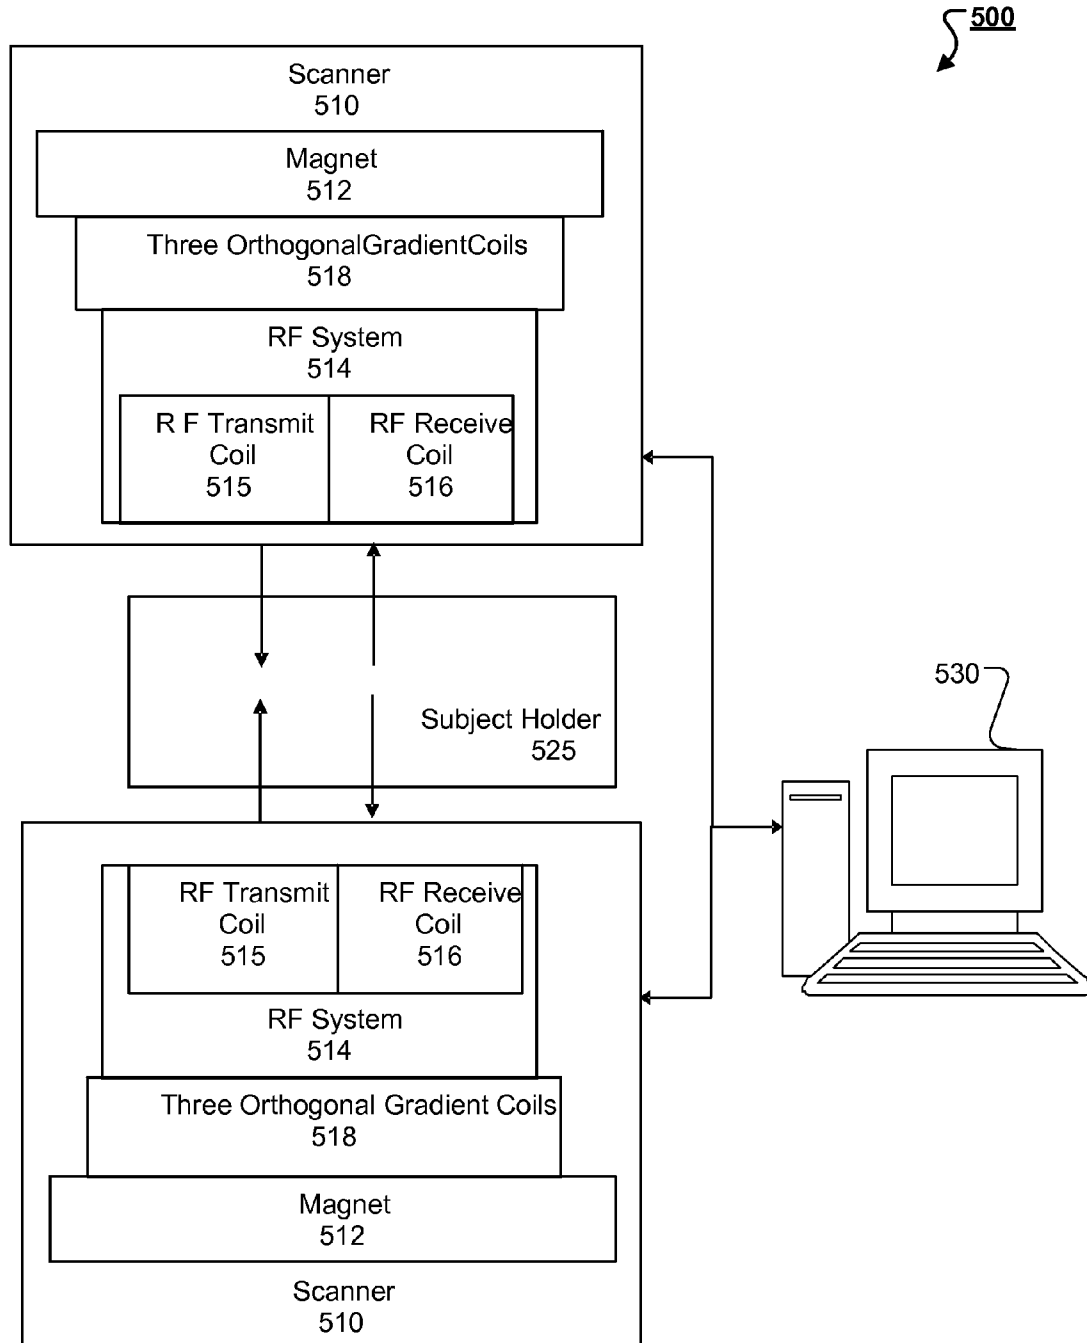 500
Scanner
510
Magnet
512
Three OrthogonalGradientCoils
518
RF System
514
R F Transmit
Coil
515
RF Receive
Coil
516
Subject Holder
525
530
RF Transmit
Coil
515
RF Receive
Coil
516
RF System
514
Three Orthogonal Gradient Coils
518
Magnet
512
Scanner
510